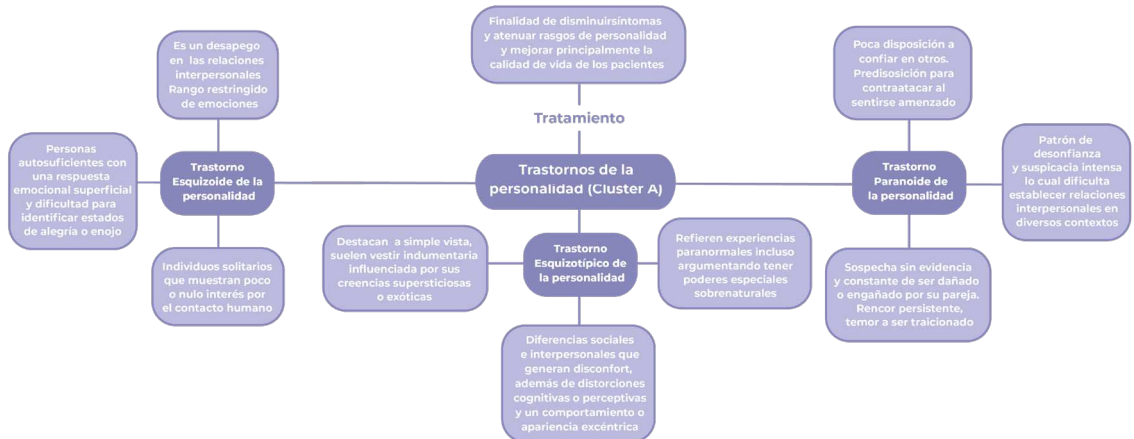 Finalidad de disminuirsíntomas
y atenuar rasgos de personalidad
y mejorar principalmente la
calidad de vida de los pacientes
Tratamiento
Trastornos de la
personalidad (Cluster A)
Es un desapego
en las relaciones
interpersonales
Rango restringido
de emociones
Personas
autosuficientes con
una respuesta
emocional superficial
y dificultad para
identificar estados
de alegría o enojo
Trastorno
Esquizoide de la
personalidad
Individuos solitarios
que muestran poco
o nulo interés por
el contacto humano
Destacan a simple vista,
suelen vestir indumentaria
influenciada por sus
creencias supersticiosas
o exóticas
Trastorno
Esquizotípico de
la personalidad
Refieren experiencias
paranormales incluso
argumentando tener
poderes especiales
sobrenaturales
Diferencias sociales
e interpersonales que
generan disconfort,
además de distorciones
cognitivas o perceptivas
y un comportamiento o
apariencia excéntrica
Poca disposición a
confiar en otros.
Predisosición para
contraatacar al
sentirse amenzado
Trastorno
Paranoide de
la personalidad
Patrón de
desonfianza
y suspicacia intensa
lo cual dificulta
establecer relaciones
interpersonales en
diversos contextos
Sospecha sin evidencia
y constante de ser dañado
o engañado por su pareja.
Rencor persistente,
temor a ser traicionado